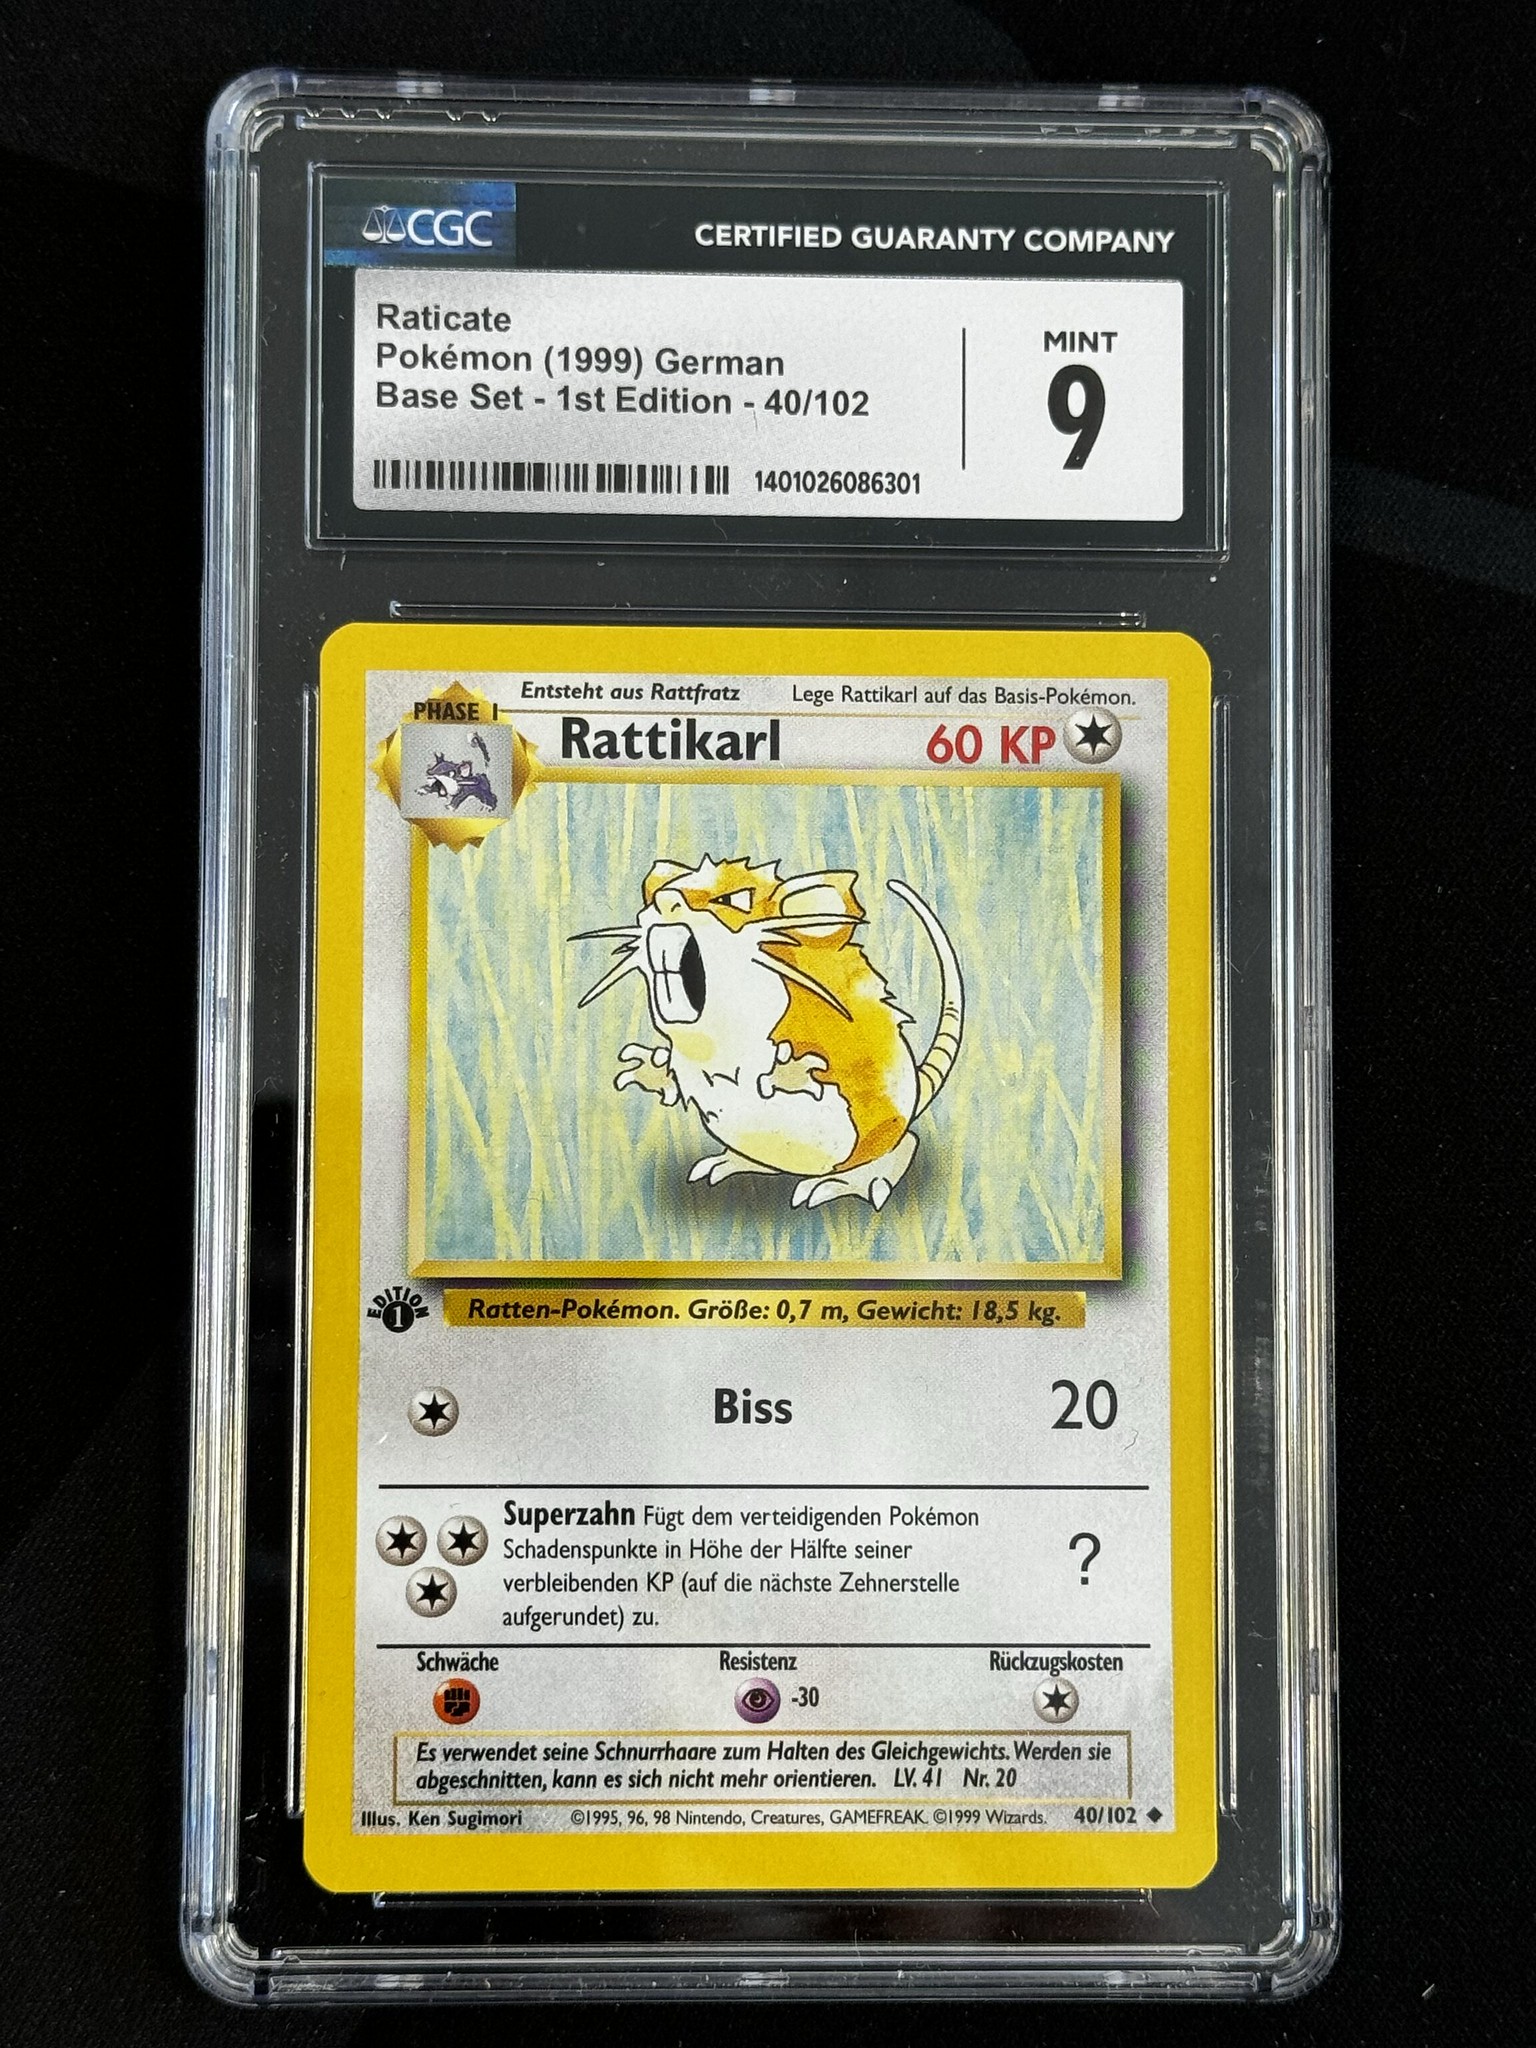 CGC
CERTIFIED GUARANTY COMPANY
Raticate
Pokémon (1999) German
Base Set - 1st Edition - 40/102
1401026086301
MINT
9
Entsteht aus Rattfratz
Lege Rattikarl auf das Basis-Pokémon.
PHASE 1
Rattikarl
60 KP
EDITION
1
Ratten-Pokémon. Größe: 0,7 m, Gewicht: 18,5 kg.
Biss
20
Superzahn Fügt dem verteidigenden Pokémon
Schadenspunkte in Höhe der Hälfte seiner
verbleibenden KP (auf die nächste Zehnerstelle
aufgerundet) zu.
?
Schwäche
Resistenz
Rückzugskosten
-30
Es verwendet seine Schnurrhaare zum Halten des Gleichgewichts. Werden sie
abgeschnitten, kann es sich nicht mehr orientieren. LV. 41 Nr. 20
Illus. Ken Sugimori
©1995, 96, 98 Nintendo, Creatures, GAMEFREAK. ©1999 Wizards.
40/102